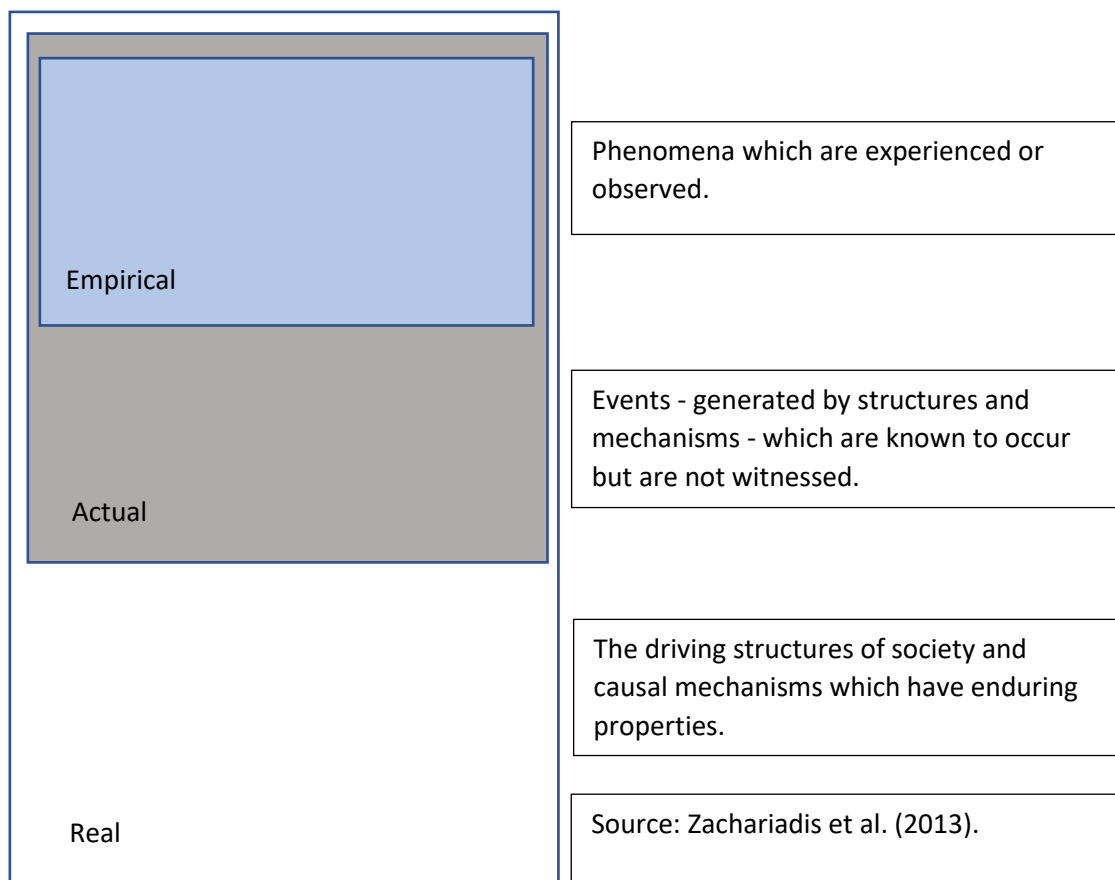 Phenomena which are experienced or
observed.
Empirical
Events - generated by structures and
mechanisms - which are known to occur
but are not witnessed.
Actual
The driving structures of society and
causal mechanisms which have enduring
properties.
Real
Source: Zachariadis et al. (2013).